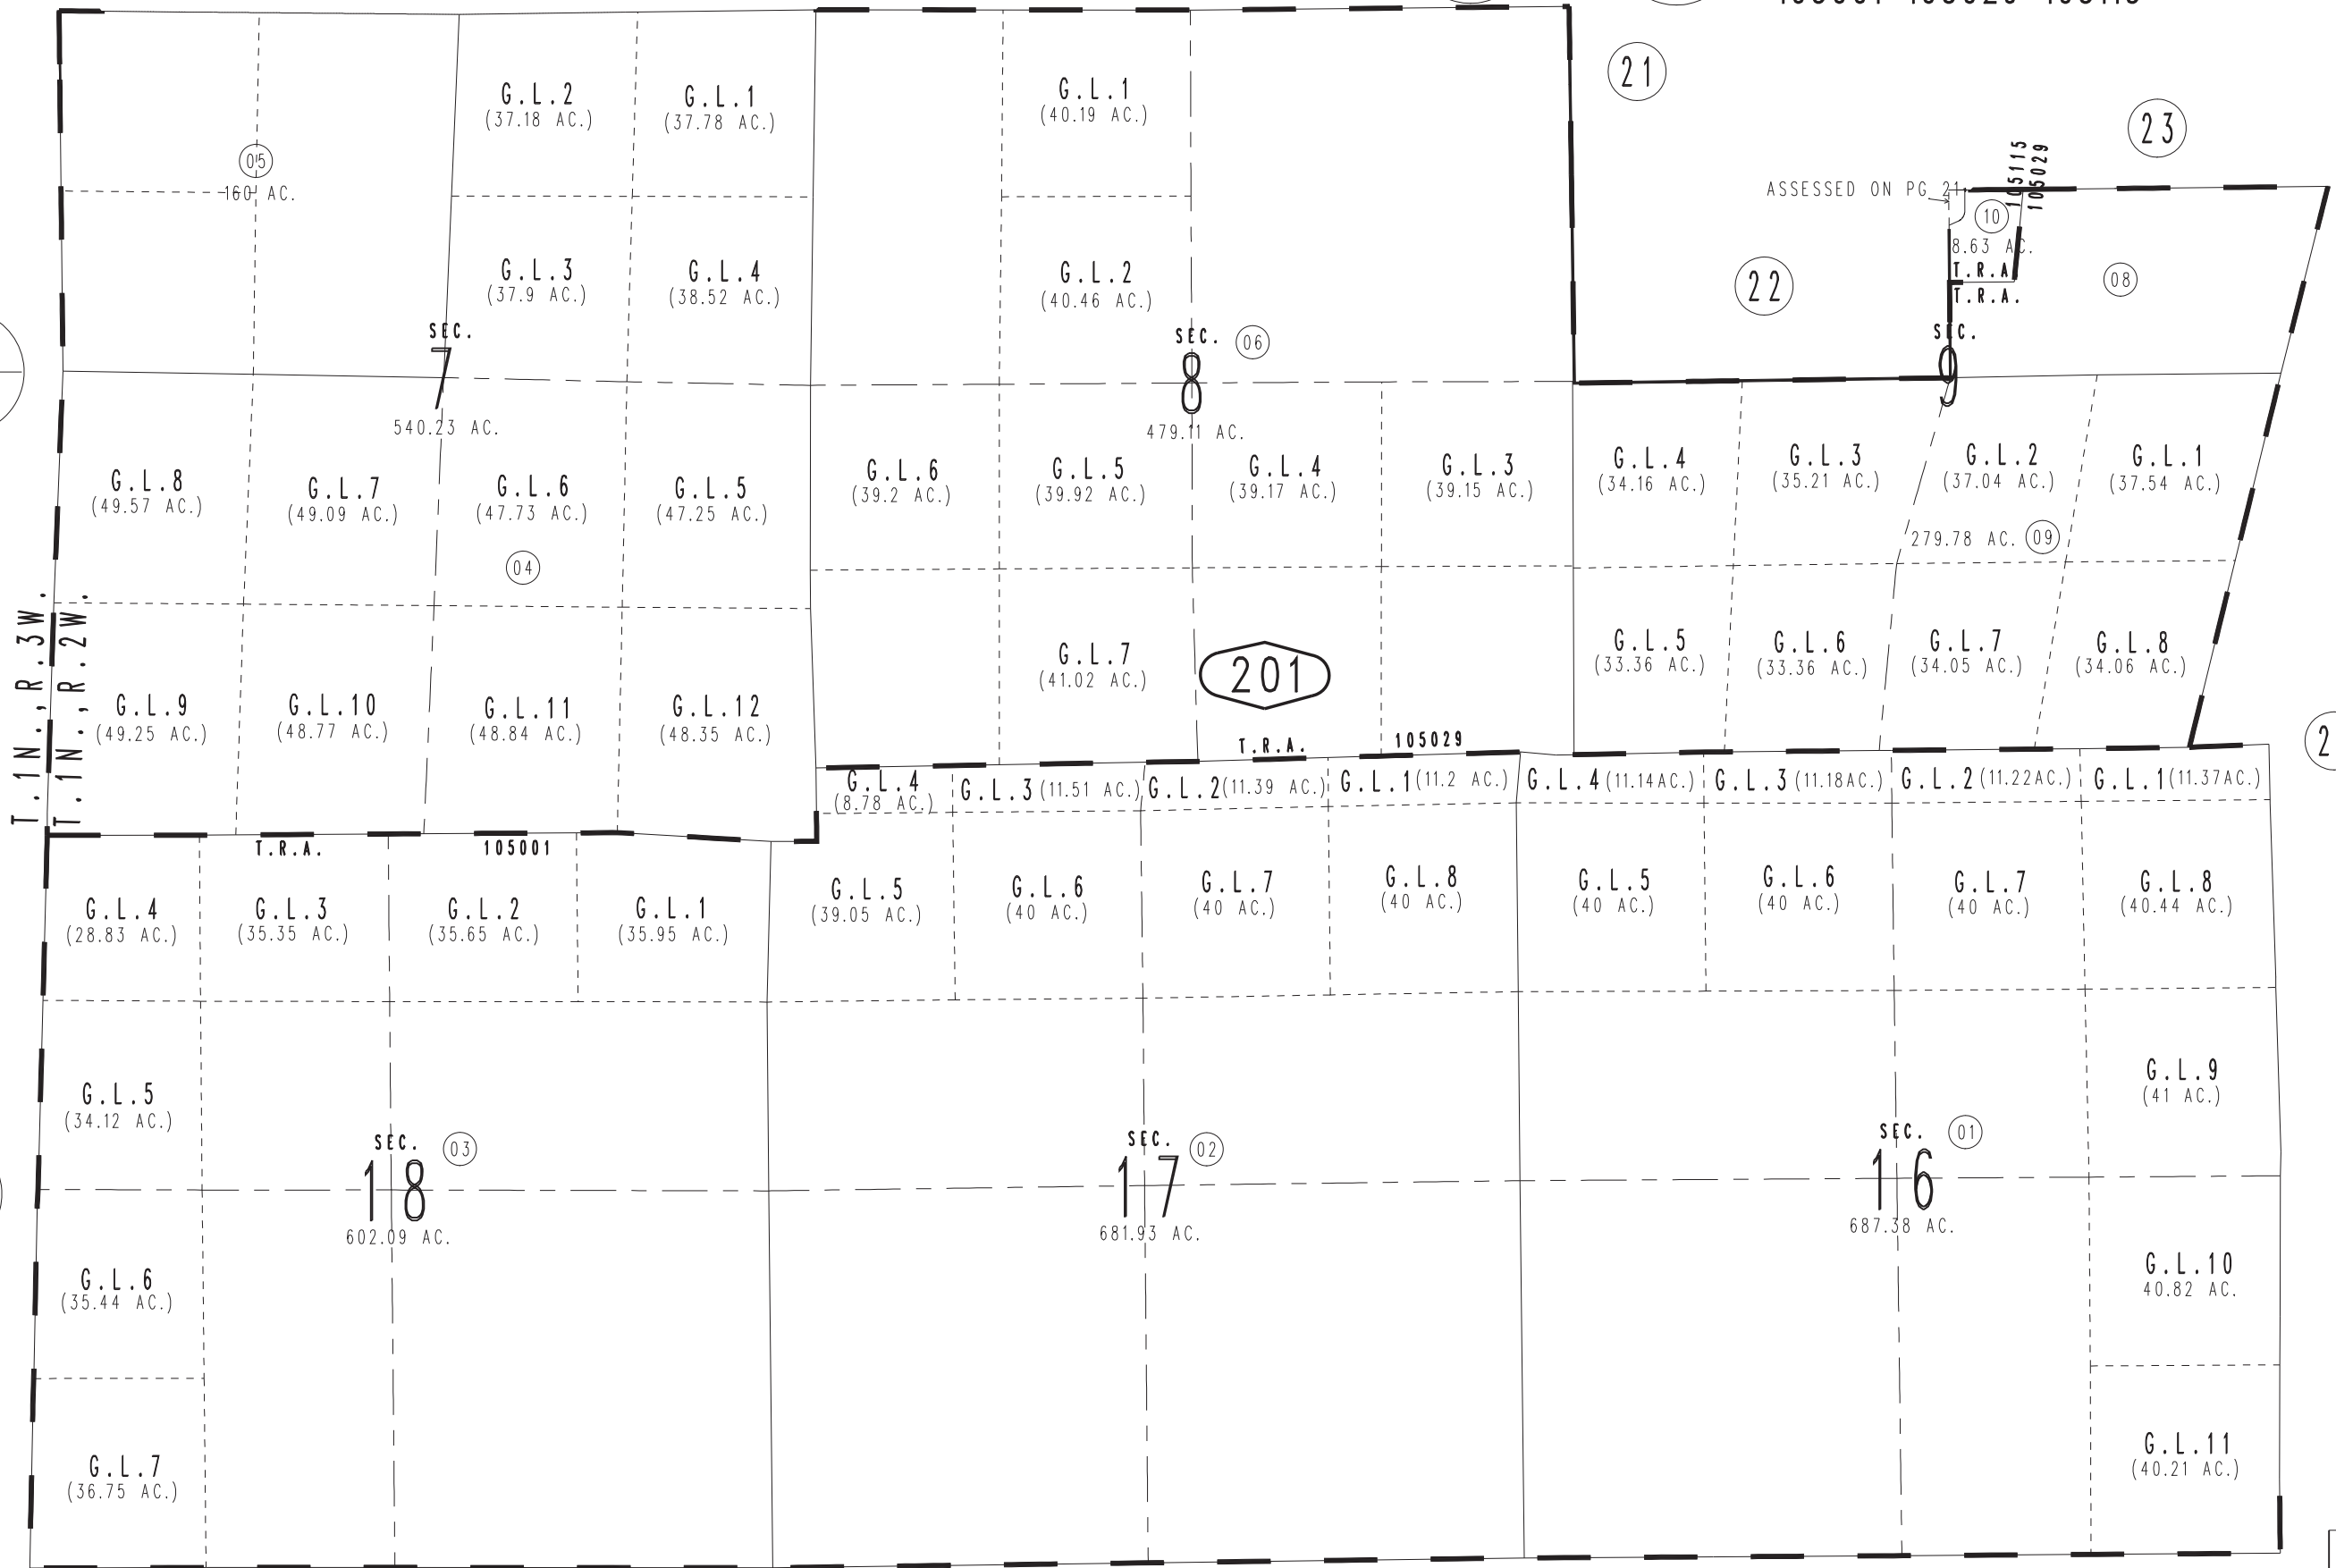 21
23
G.L.2
(37.18 AC.)
G.L.1
(37.78 AC.)
G.L.1
(40.19 AC.)
05
160 AC.
ASSESSED ON PG 21
105115
105029
10
8.63 AC.
T.R.A.
T.R.A.
08
22
G.L.3
(37.9 AC.)
G.L.4
(38.52 AC.)
G.L.2
(40.46 AC.)
SEC.
7
540.23 AC.
SEC.
06
8
479.11 AC.
SEC.
9
G.L.8
(49.57 AC.)
G.L.7
(49.09 AC.)
G.L.6
(47.73 AC.)
G.L.5
(47.25 AC.)
G.L.6
(39.2 AC.)
G.L.5
(39.92 AC.)
G.L.4
(39.17 AC.)
G.L.3
(39.15 AC.)
G.L.4
(34.16 AC.)
G.L.3
(35.21 AC.)
G.L.2
(37.04 AC.)
G.L.1
(37.54 AC.)
279.78 AC.
09
04
T.1N.,R.3W.
T.1N.,R.2W.
G.L.9
(49.25 AC.)
G.L.10
(48.77 AC.)
G.L.11
(48.84 AC.)
G.L.12
(48.35 AC.)
G.L.7
(41.02 AC.)
201
G.L.5
(33.36 AC.)
G.L.6
(33.36 AC.)
G.L.7
(34.05 AC.)
G.L.8
(34.06 AC.)
2
T.R.A. 105029
G.L.4
(8.78 AC.)
G.L.3 (11.51 AC.)
G.L.2 (11.39 AC.)
G.L.1 (11.2 AC.)
G.L.4 (11.14AC.)
G.L.3 (11.18AC.)
G.L.2 (11.22AC.)
G.L.1 (11.37AC.)
T.R.A. 105001
G.L.4
(28.83 AC.)
G.L.3
(35.35 AC.)
G.L.2
(35.65 AC.)
G.L.1
(35.95 AC.)
G.L.5
(39.05 AC.)
G.L.6
(40 AC.)
G.L.7
(40 AC.)
G.L.8
(40 AC.)
G.L.5
(40 AC.)
G.L.6
(40 AC.)
G.L.7
(40 AC.)
G.L.8
(40.44 AC.)
G.L.5
(34.12 AC.)
G.L.9
(41 AC.)
SEC.
03
18
602.09 AC.
SEC.
02
17
681.93 AC.
SEC.
01
16
687.38 AC.
G.L.6
(35.44 AC.)
G.L.10
40.82 AC.
G.L.7
(36.75 AC.)
G.L.11
(40.21 AC.)